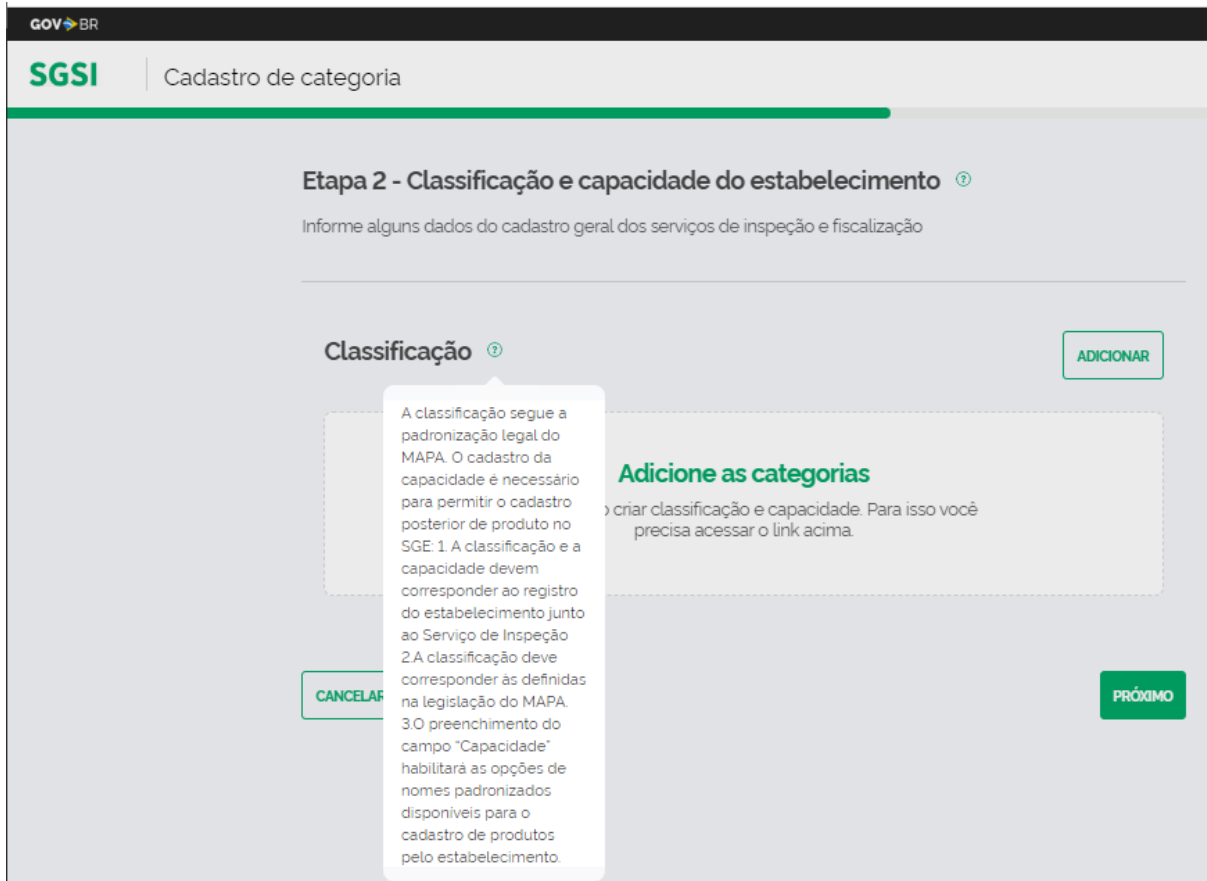 GOV BR
SGSI
Cadastro de categoria
Etapa 2 - Classificação e capacidade do estabelecimento ?
Informe alguns dados do cadastro geral dos serviços de inspeção e fiscalização
Classificação ?
ADICIONAR
A classificação segue a
padronização legal do
MAPA. O cadastro da
capacidade é necessário
para permitir o cadastro
posterior de produto no
SGE: 1. A classificação e a
capacidade devem
corresponder ao registro
do estabelecimento junto
ao Serviço de Inspeção
2.A classificação deve
corresponder às definidas
na legislação do MAPA.
3.O preenchimento do
campo "Capacidade"
habilitará as opções de
nomes padronizados
disponíveis para o
cadastro de produtos
pelo estabelecimento.
Adicione as categorias
criar classificação e capacidade. Para isso você
precisa acessar o link acima.
CANCELAR
PRÓXIMO